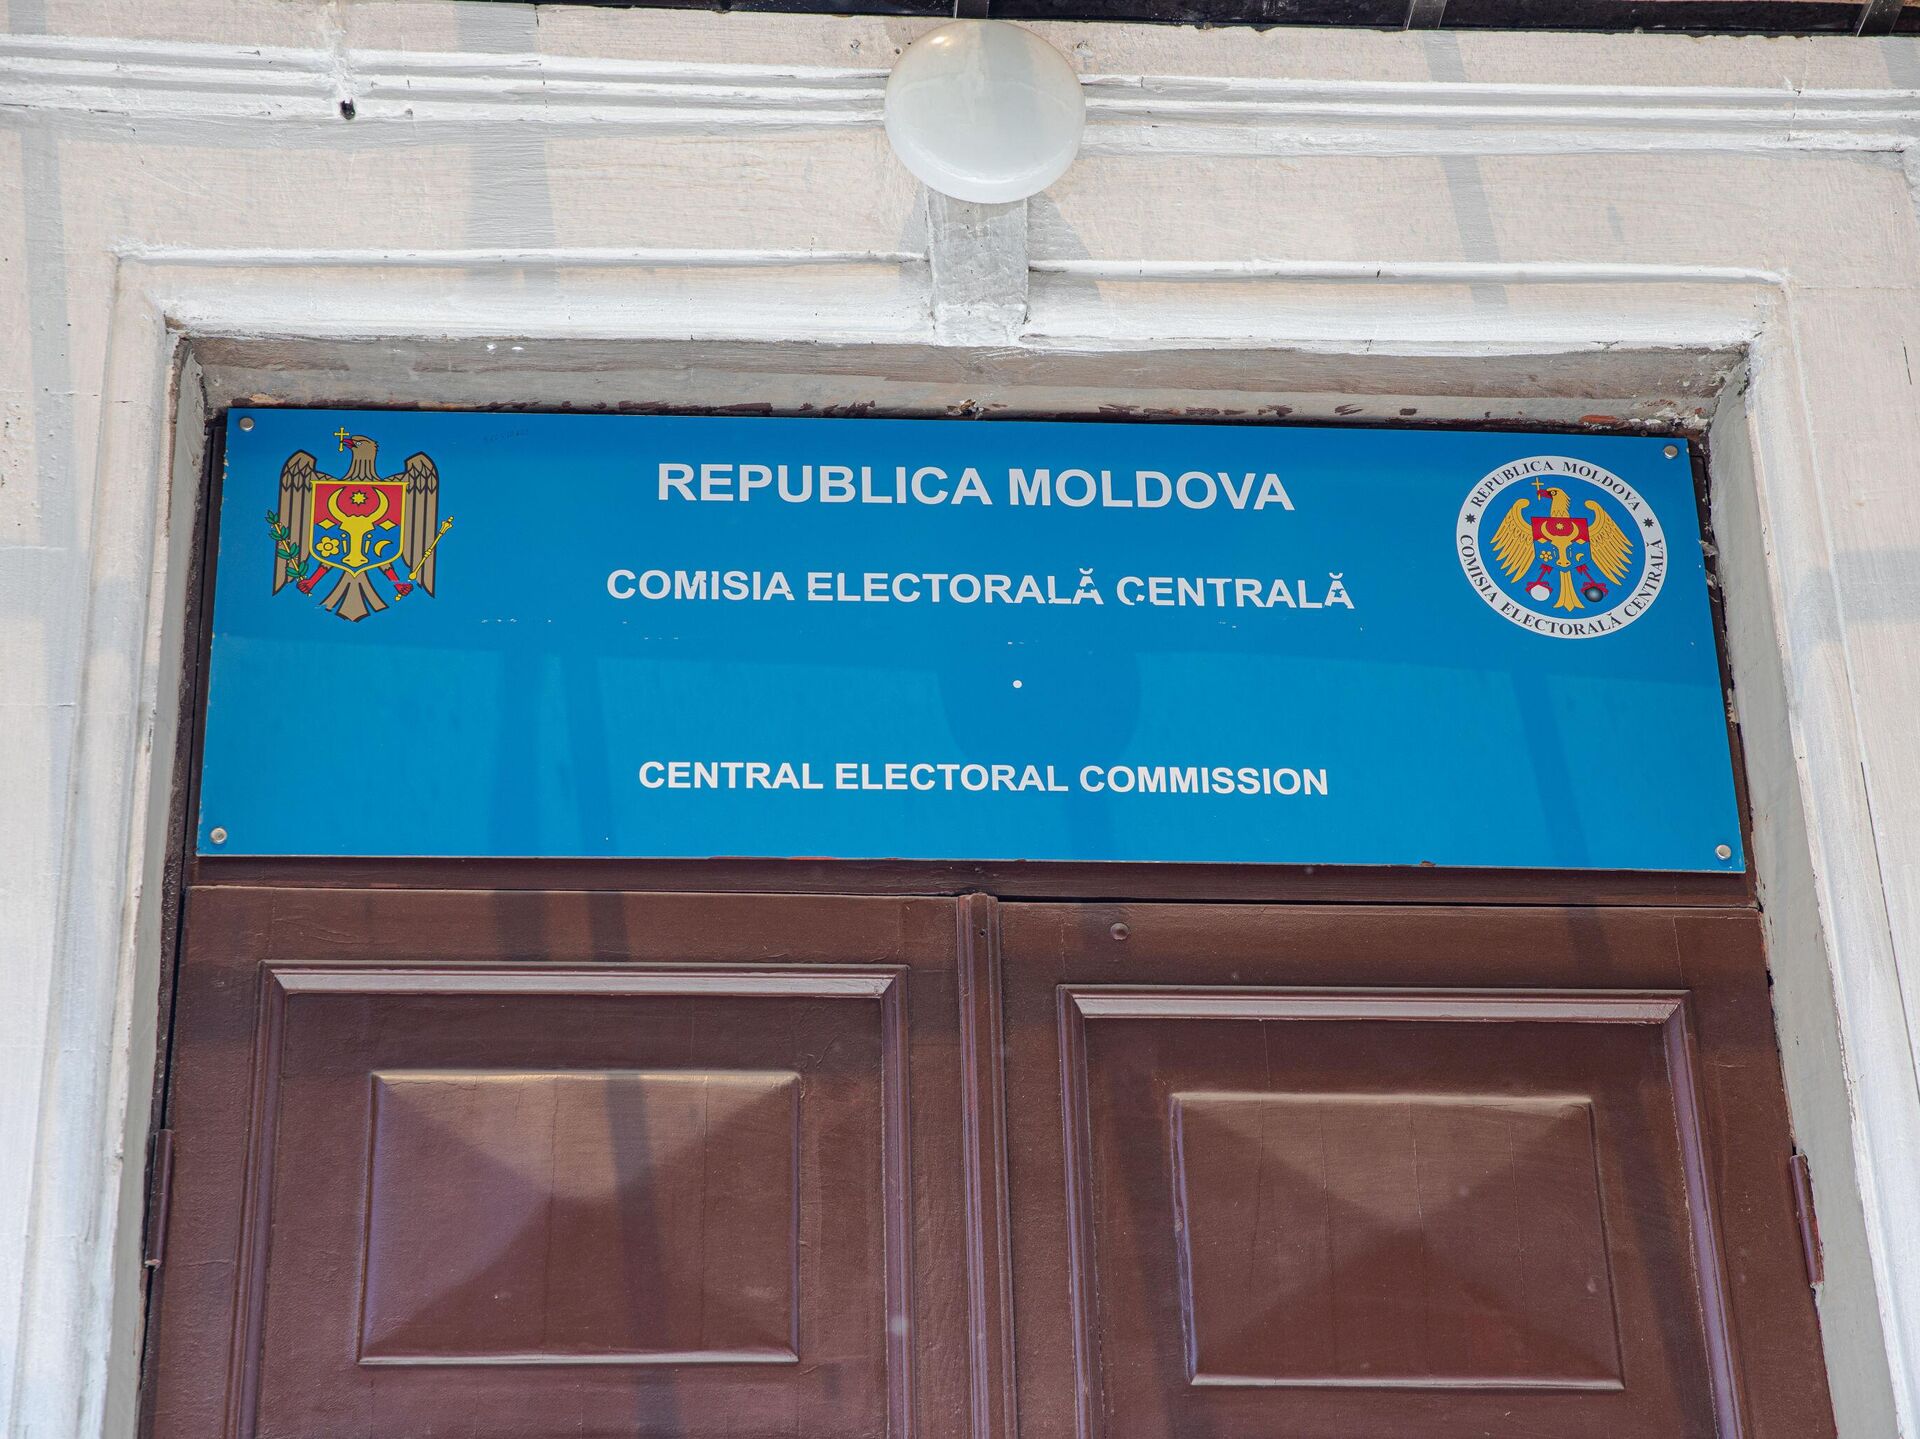 REPUBLICA MOLDOVA
COMISIA ELECTORALĂ CENTRALĂ
CENTRAL ELECTORAL COMMISSION
REPUBLICA MOLDOVA
COMISIA ELECTORALĂ CENTRALĂ